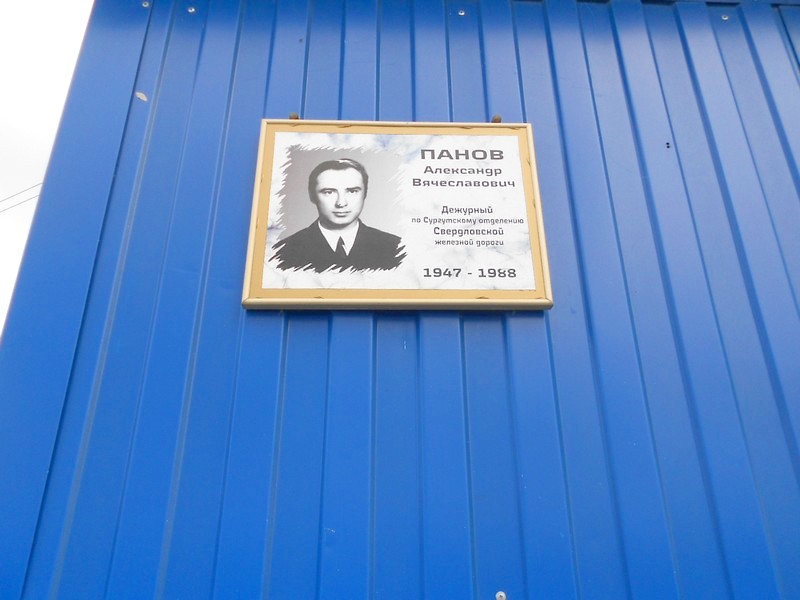 ПАНОВ
Александр
Вячеславович
Дежурный
по Сургутскому отделению
Свердловской
железной дороги
1947 - 1988